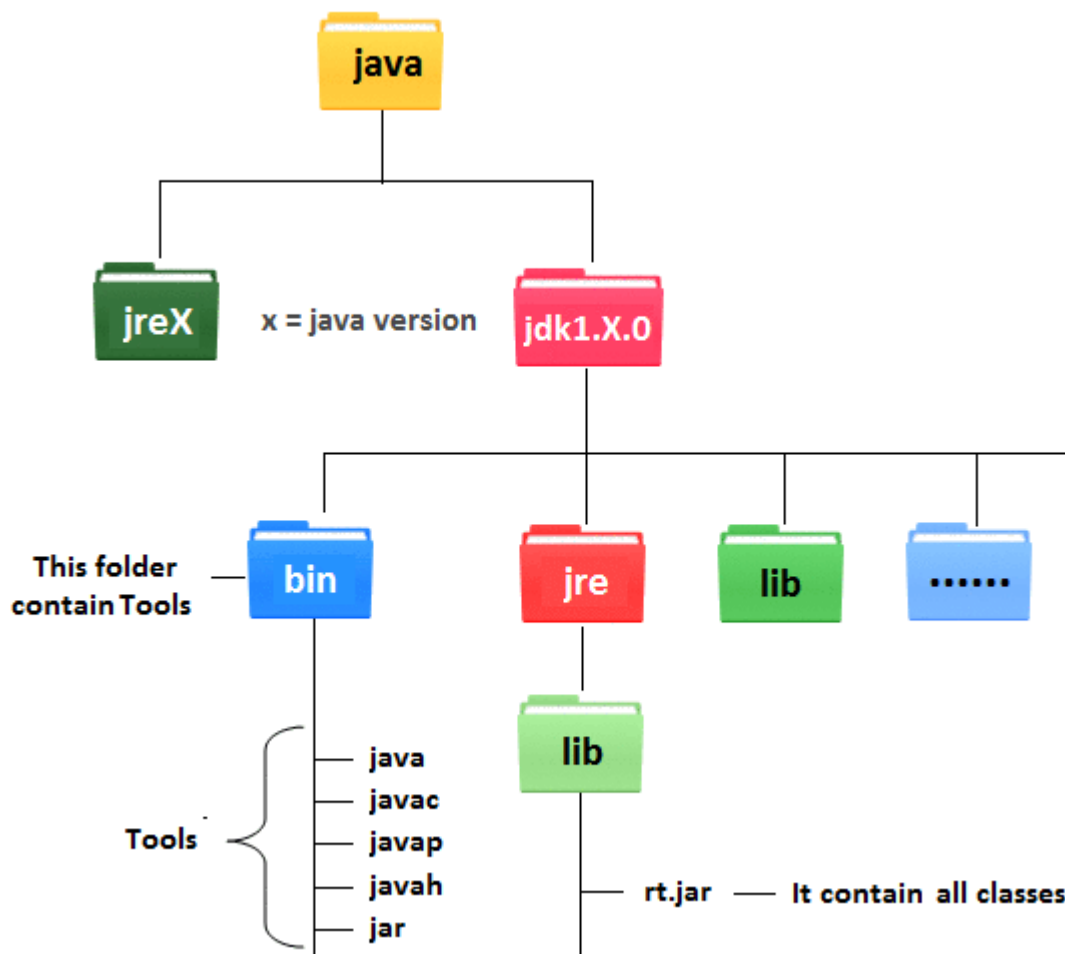 java
jreX
x = java version
jdk1.X.0
This folder
contain Tools
bin
jre
lib
......
lib
Tools
java
javac
javap
javah
jar
rt.jar
It contain all classes